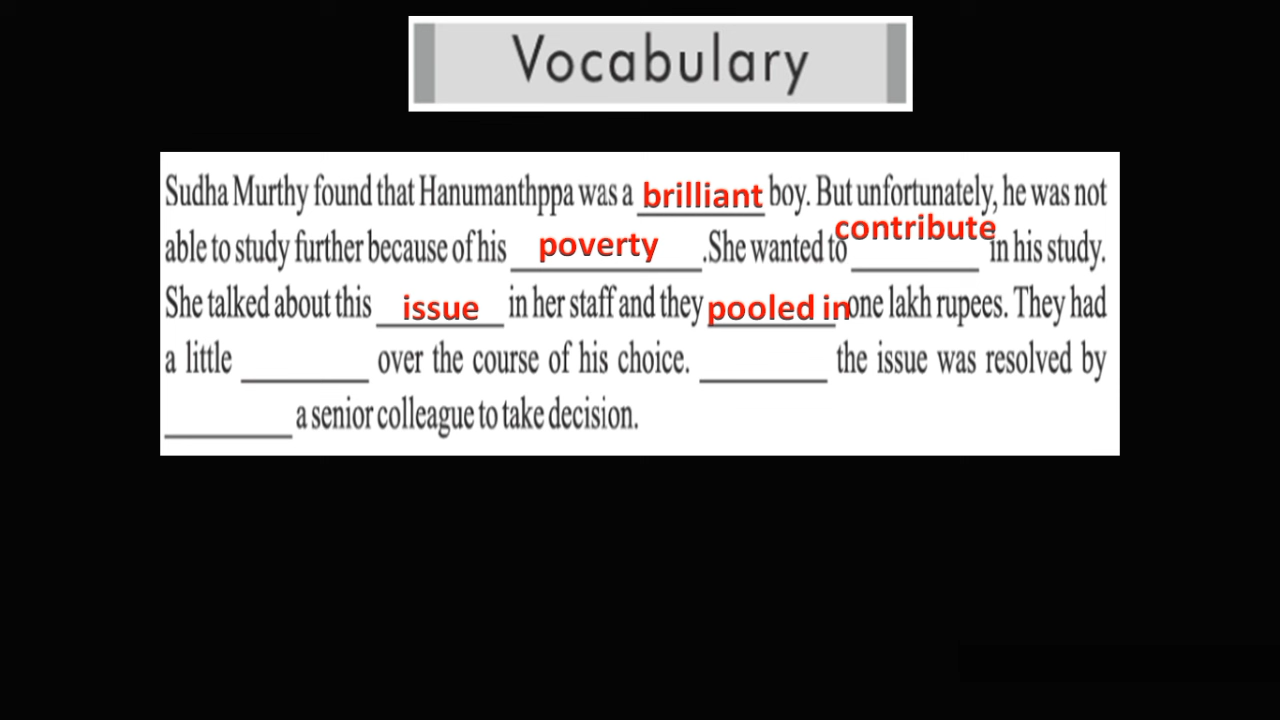 Vocabulary
Sudha Murthy found that Hanumanthppa was a brilliant boy. But unfortunately, he was not
able to study further because of his poverty .She wanted to contribute in his study.
She talked about this issue in her staff and they pooled in one lakh rupees. They had
a little ________ over the course of his choice. ________ the issue was resolved by
________ a senior colleague to take decision.